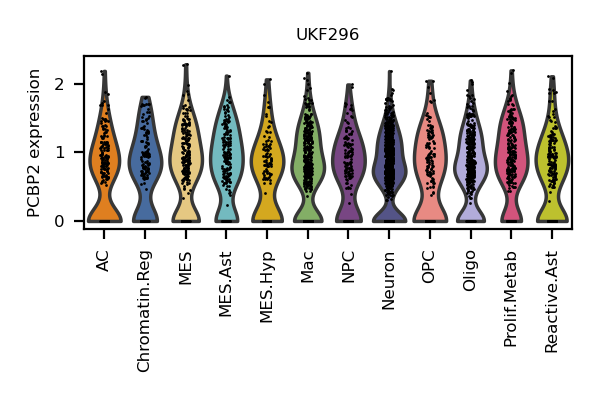 UKF296
PCBP2 expression
2
1
0
AC
Chromatin.Reg
MES
MES.Ast
MES.Hyp
Mac
NPC
Neuron
OPC
Oligo
Prolif.Metab
Reactive.Ast